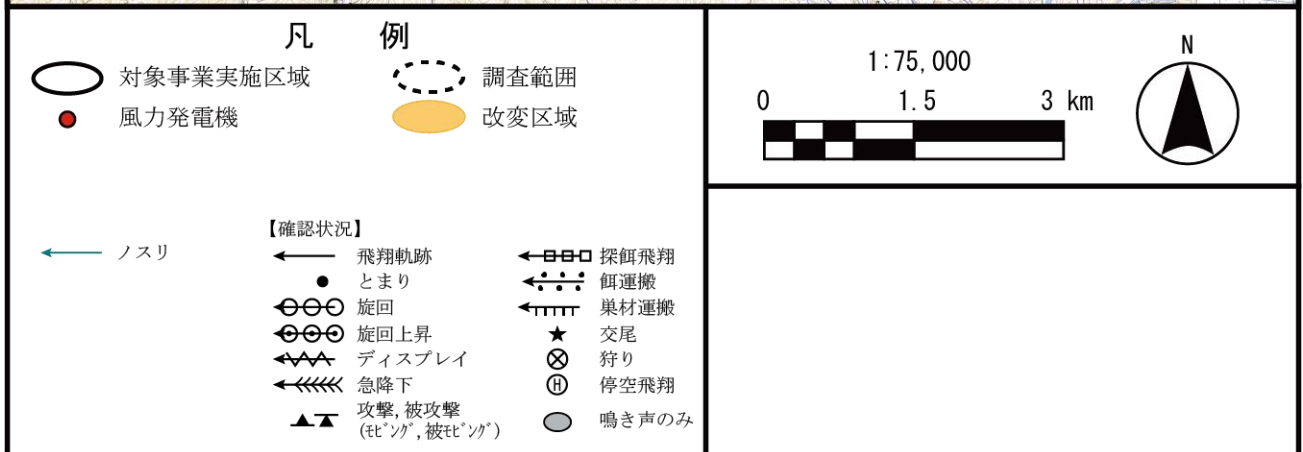 凡 例
対象事業実施区域
調査範囲
風力発電機
改変区域
ノスリ
【確認状況】
飛翔軌跡
とまり
旋回
旋回上昇
ディスプレイ
急降下
攻撃,被攻撃
(ﾓﾋﾞﾝｸﾞ,被ﾓﾋﾞﾝｸﾞ)
探餌飛翔
餌運搬
巣材運搬
交尾
狩り
H 停空飛翔
鳴き声のみ
1:75,000
0 1.5 3 km
N